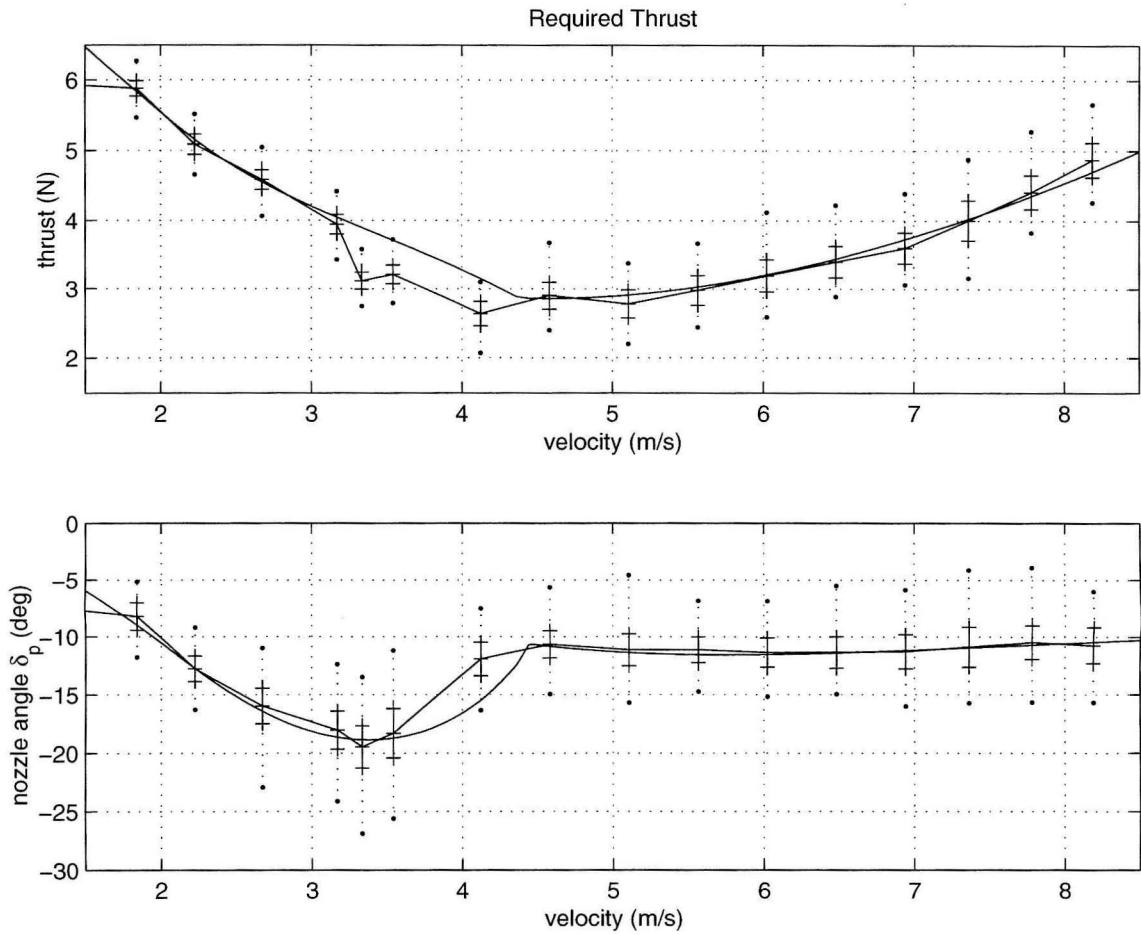 Required Thrust
6
5
4
3
2
thrust (N)
2 3 4 5 6 7 8
velocity (m/s)
0
−5
−10
−15
−20
−25
−30
nozzle angle δp (deg)
2 3 4 5 6 7 8
velocity (m/s)